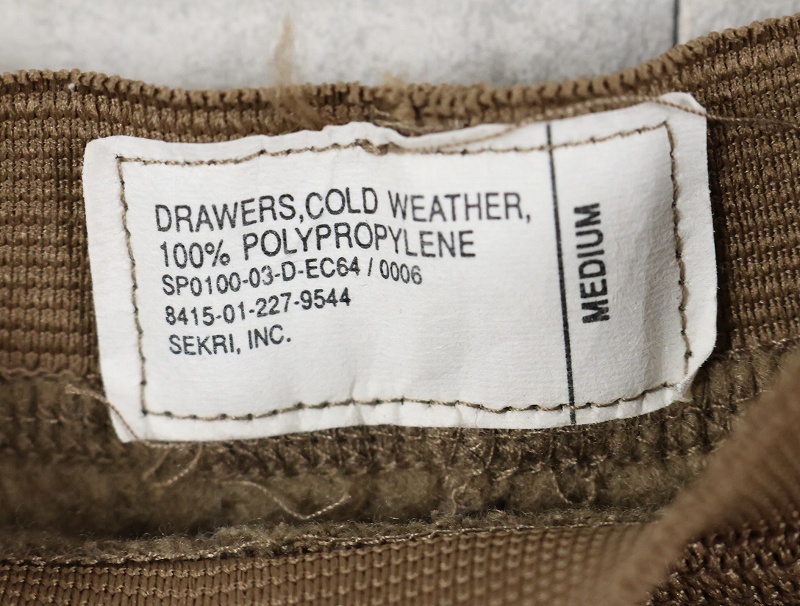 DRAWERS,COLD WEATHER,
100% POLYPROPYLENE
SP0100-03-D-EC64 / 0006
8415-01-227-9544
SEKRI, INC.
MEDIUM